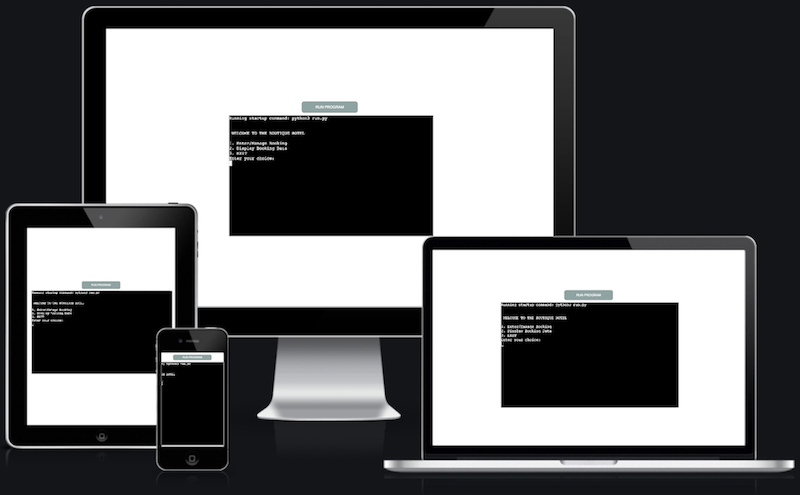 RUN PROGRAM
Running startup command: python3 run.py
WELCOME TO THE BOUTIQUE HOTEL
1. Enter/Manage Booking
2. Display Booking Data
3. EXIT
Enter your choice:
RUN PROGRAM
Running startup command: python3 run.py
WELCOME TO THE BOUTIQUE HOTEL
1. Enter/Manage Booking
2. Display Booking Data
3. EXIT
Enter your choice:
RUN PROGRAM
Running startup command: python3 run.py
WELCOME TO THE BOUTIQUE HOTEL
1. Enter/Manage Booking
2. Display Booking Data
3. EXIT
Enter your choice:
RUN PROGRAM
python3 run.py
HOTEL